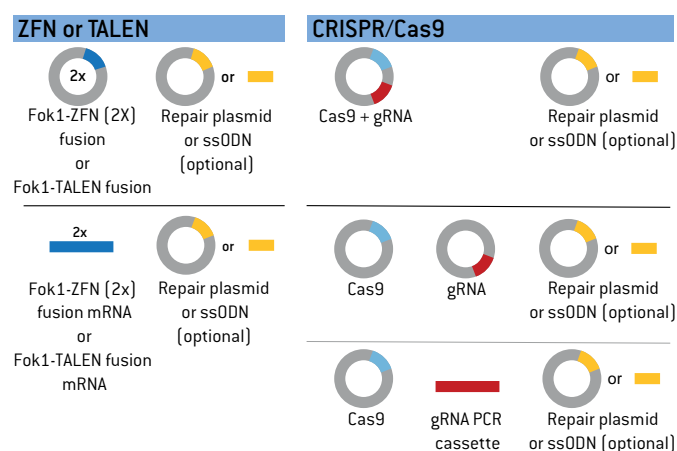 ZFN or TALEN
2x
or
Fok1-ZFN (2X)
fusion
or
Fok1-TALEN fusion
Repair plasmid
or ssODN
(optional)
2x
or
Fok1-ZFN (2x)
fusion mRNA
or
Fok1-TALEN fusion
mRNA
Repair plasmid
or ssODN
(optional)
CRISPR/Cas9
or
Cas9 + gRNA
Repair plasmid
or ssODN (optional)
or
Cas9
gRNA
Repair plasmid
or ssODN (optional)
or
Cas9
gRNA PCR
cassette
Repair plasmid
or ssODN (optional)